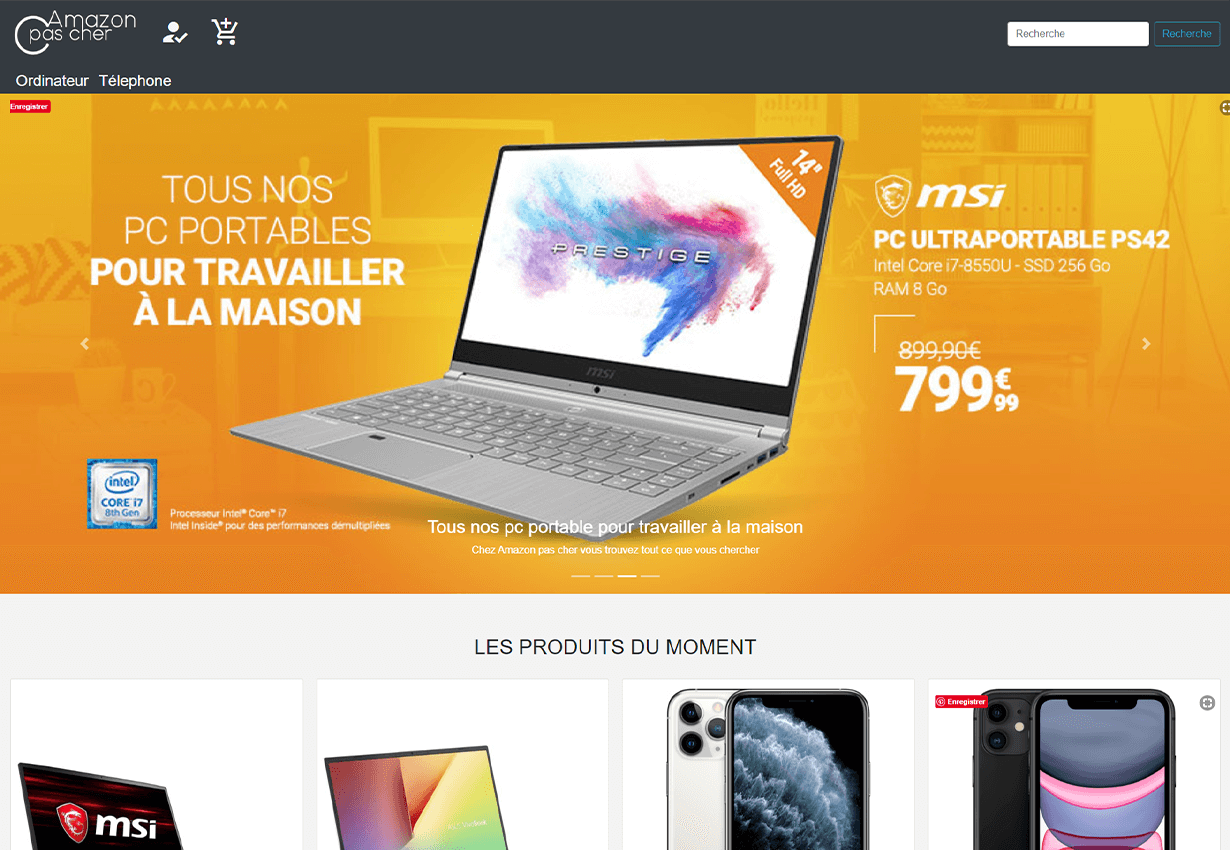 Amazon
pas cher
Recherche
Recherche
Ordinateur Télephone
Enregistrer
TOUS NOS
PC PORTABLES
POUR TRAVAILLER
À LA MAISON
14"
Full HD
PRESTIGE
msi
msi
PC ULTRAPORTABLE PS42
Intel Core i7-8550U - SSD 256 Go
RAM 8 Go
899,90€
799€99
intel
CORE i7
8th Gen
Processeur Intel® Core™ i7
Intel Inside® pour des performances démultipliées
Tous nos pc portable pour travailler à la maison
Chez Amazon pas cher vous trouvez tout ce que vous chercher
LES PRODUITS DU MOMENT
msi
Enregistrer